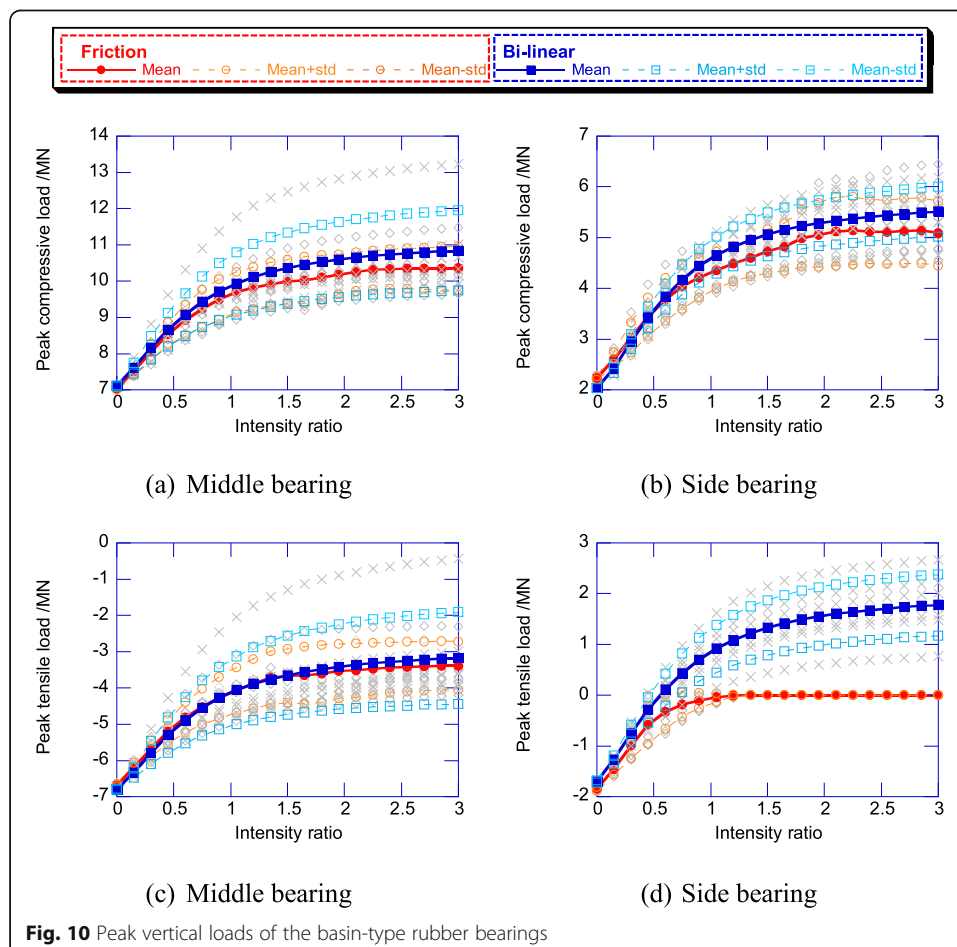 Friction
Bi-linear
Mean Mean+std Mean-std Mean Mean+std Mean-std
Peak compressive load /MN
14
13
12
11
10
9
8
7
0 0.5 1 1.5 2 2.5 3
Intensity ratio
(a) Middle bearing
Peak compressive load /MN
7
6
5
4
3
2
0 0.5 1 1.5 2 2.5 3
Intensity ratio
(b) Side bearing
Peak tensile load /MN
0
-1
-2
-3
-4
-5
-6
-7
0 0.5 1 1.5 2 2.5 3
Intensity ratio
(c) Middle bearing
Peak tensile load /MN
3
2
1
0
-1
-2
0 0.5 1 1.5 2 2.5 3
Intensity ratio
(d) Side bearing
Fig. 10 Peak vertical loads of the basin-type rubber bearings